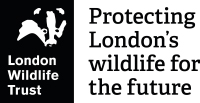 London
Wildlife
Trust
Protecting
London's
wildlife for
the future